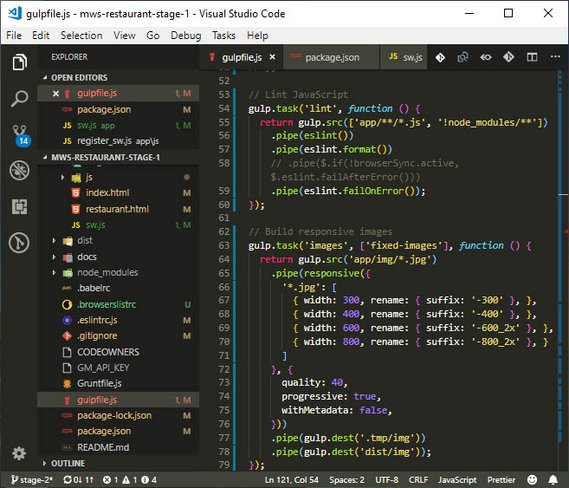 gulpfile.js - mws-restaurant-stage-1 - Visual Studio Code
File Edit Selection View Go Debug Tasks Help
EXPLORER
OPEN EDITORS
gulpfile.js 1, M
package.json M
sw.js app 1, M
register_sw.js app\js M
MWS-RESTAURANT-STAGE-1
js
index.html M
restaurant.html M
sw.js 1, M
dist
docs
node_modules
.babelrc
.browserslistrc U
.eslintrc.js M
.gitignore M
CODEOWNERS
GM_API_KEY
Gruntfile.js
gulpfile.js 1, M
package-lock.json M
package.json M
README.md
OUTLINE
14
gulpfile.js package.json sw.js
52
53 // Lint JavaScript
54 gulp.task('lint', function () {
55 return gulp.src(['app/**/*.js', '!node_modules/**'])
56 .pipe(eslint())
57 .pipe(eslint.format()
58 // .pipe($.if(!browserSync.active,
$.eslint.failAfterError()))
59 .pipe(eslint.failOnError());
60 });
61
62 // Build responsive images
63 gulp.task('images', ['fixed-images'], function () {
64 return gulp.src('app/img/*.jpg')
65 .pipe(responsive({
66 '*.jpg': [
67 { width: 300, rename: { suffix: '-300' }, },
68 { width: 400, rename: { suffix: '-400' }, },
69 { width: 600, rename: { suffix: '-600_2x' }, },
70 { width: 800, rename: { suffix: '-800_2x' }, }
71 ]
72 }, {
73 quality: 40,
74 progressive: true,
75 withMetadata: false,
76 }))
77 .pipe(gulp.dest('.tmp/img'))
78 .pipe(gulp.dest('dist/img'));
79 });
stage-2* 0↓ 1↑ 1 1 4 Ln 121, Col 54 Spaces: 2 UTF-8 CRLF JavaScript Prettier